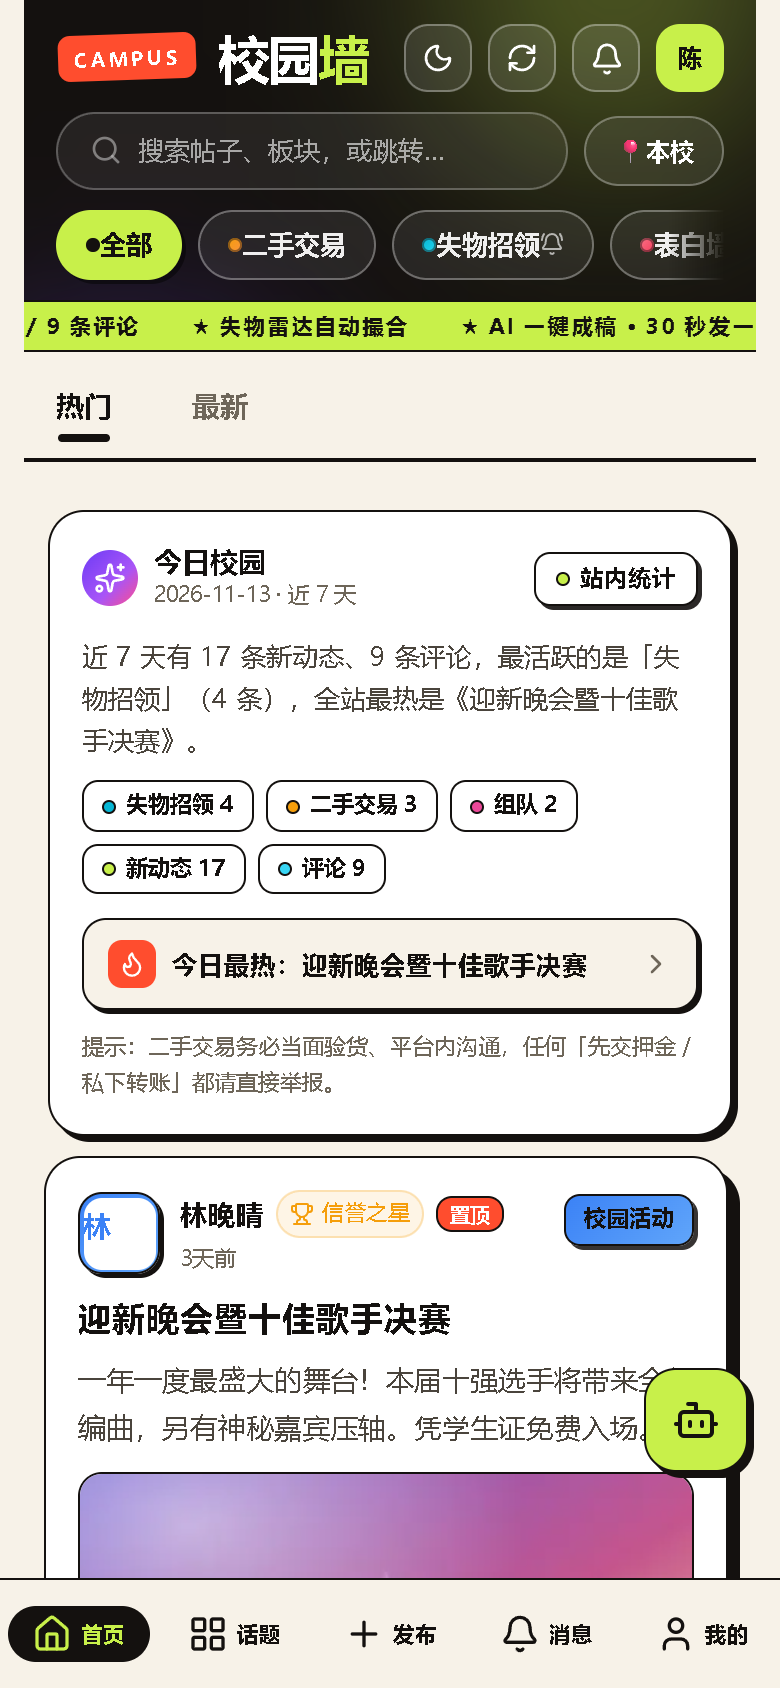 CAMPUS 校园墙 陈
搜索帖子、板块，或跳转... 本校
全部 二手交易 失物招领 表白墙
/ 9 条评论 ★ 失物雷达自动撮合 ★ AI 一键成稿 • 30 秒发一
热门 最新
今日校园
2026-11-13 · 近 7 天
站内统计
近 7 天有 17 条新动态、9 条评论，最活跃的是「失
物招领」（4 条），全站最热是《迎新晚会暨十佳歌
手决赛》。
失物招领 4 二手交易 3 组队 2
新动态 17 评论 9
今日最热：迎新晚会暨十佳歌手决赛
提示：二手交易务必当面验货、平台内沟通，任何「先交押金 /
私下转账」都请直接举报。
林 林晚晴 信誉之星 置顶 校园活动
3天前
迎新晚会暨十佳歌手决赛
一年一度最盛大的舞台！本届十强选手将带来全
编曲，另有神秘嘉宾压轴。凭学生证免费入场。
首页 话题 发布 消息 我的